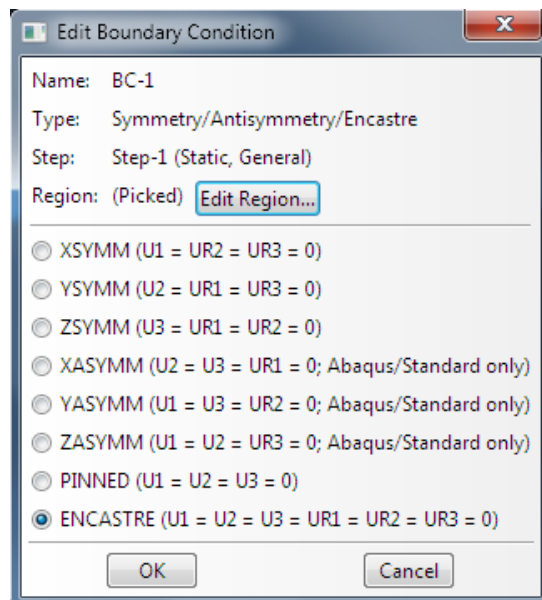 Edit Boundary Condition
Name: BC-1
Type: Symmetry/Antisymmetry/Encastre
Step: Step-1 (Static, General)
Region: (Picked) Edit Region...
XSYMM (U1 = UR2 = UR3 = 0)
YSYMM (U2 = UR1 = UR3 = 0)
ZSYMM (U3 = UR1 = UR2 = 0)
XASYMM (U2 = U3 = UR1 = 0; Abaqus/Standard only)
YASYMM (U1 = U3 = UR2 = 0; Abaqus/Standard only)
ZASYMM (U1 = U2 = UR3 = 0; Abaqus/Standard only)
PINNED (U1 = U2 = U3 = 0)
ENCASTRE (U1 = U2 = U3 = UR1 = UR2 = UR3 = 0)
OK Cancel